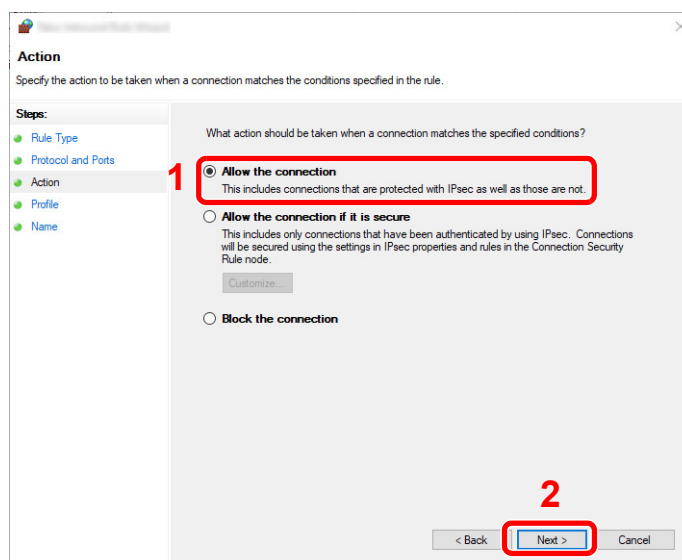 Action
Specify the action to be taken when a connection matches the conditions specified in the rule.
Steps:
Rule Type
Protocol and Ports
Action
Profile
Name
What action should be taken when a connection matches the specified conditions?
1
Allow the connection
This includes connections that are protected with IPsec as well as those are not.
Allow the connection if it is secure
This includes only connections that have been authenticated by using IPsec. Connections
will be secured using the settings in IPsec properties and rules in the Connection Security
Rule node.
Customize...
Block the connection
2
< Back
Next >
Cancel